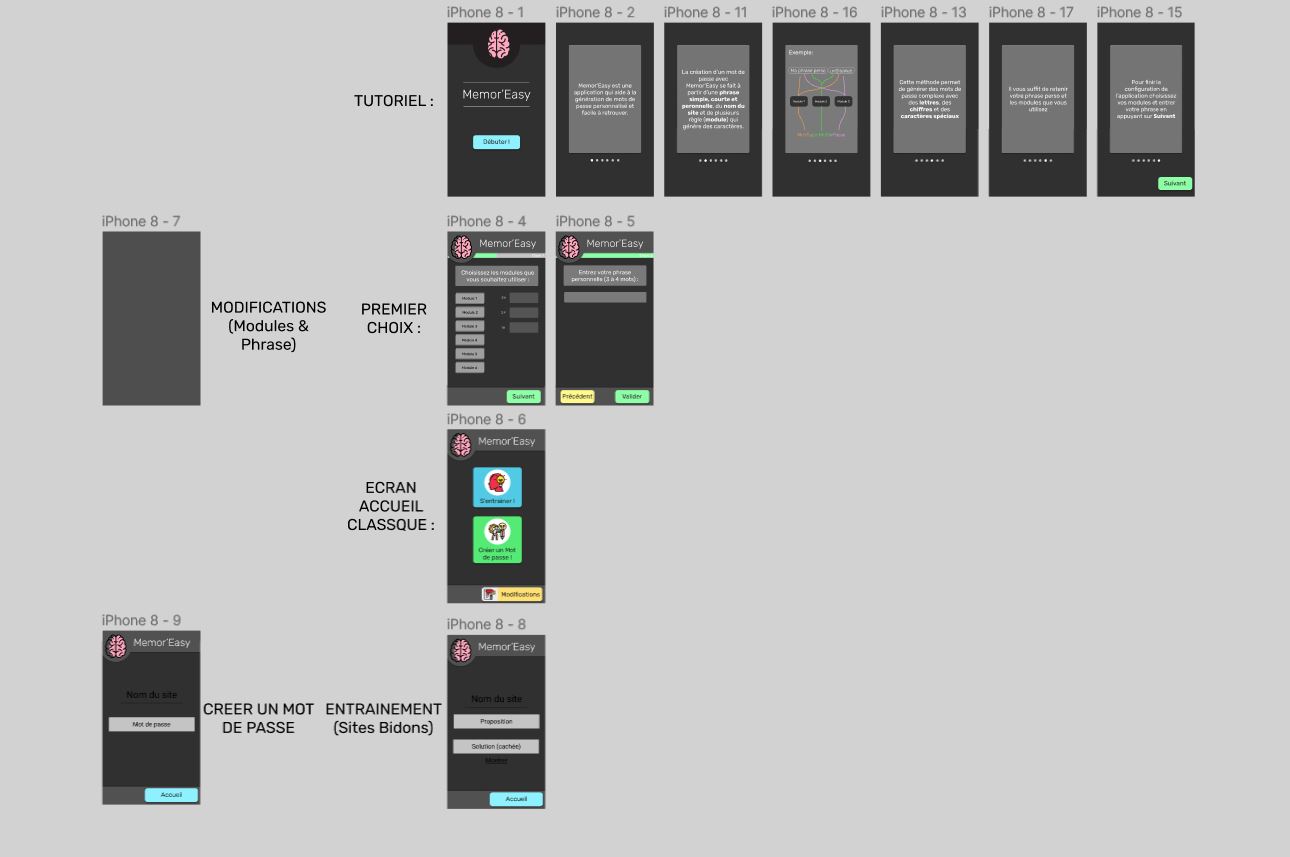 iPhone 8 - 1
iPhone 8 - 2
iPhone 8 - 11
iPhone 8 - 16
iPhone 8 - 13
iPhone 8 - 17
iPhone 8 - 15
TUTORIEL :
Memor'Easy
Débuter !
Memor'Easy est une
application qui aide à la
génération de mots de
passe personnalisé et
facile à retrouver.
La création d'un mot de
passe avec
Memor'Easy se fait à
partir d'une phrase
simple, courte et
personnelle, du nom du
site et de plusieurs
règle (module) qui
génère des caractères.
Exemple:
Ma phrase perso
Module 1
Module 2
Module 3
Cette méthode permet
de générer des mots de
passe complexe avec
des lettres, des
chiffres et des
caractères spéciaux
Il vous suffit de retenir
votre phrase perso et
les modules que vous
utilisez
Pour finir la
configuration de
l'application choisissez
vos modules et entrer
votre phrase en
appuyant sur Suivant
Suivant
iPhone 8 - 7
MODIFICATIONS
(Modules &
Phrase)
PREMIER
CHOIX :
iPhone 8 - 4
Memor'Easy
Choisissez les modules que
vous souhaitez utiliser :
Module 1
Module 2
Module 3
Module 4
Module 5
Module 6
Suivant
iPhone 8 - 5
Memor'Easy
Entrez votre phrase
personnelle (3 à 4 mots) :
Précédent
Valider
iPhone 8 - 6
ECRAN
ACCUEIL
CLASSQUE :
Memor'Easy
S'entrainer !
Créer un Mot
de passe !
Modifications
iPhone 8 - 9
Memor'Easy
Nom du site
Mot de passe
Accueil
CREER UN MOT
DE PASSE
ENTRAINEMENT
(Sites Bidons)
iPhone 8 - 8
Memor'Easy
Nom du site
Proposition
Solution (cachée)
Montrer
Accueil